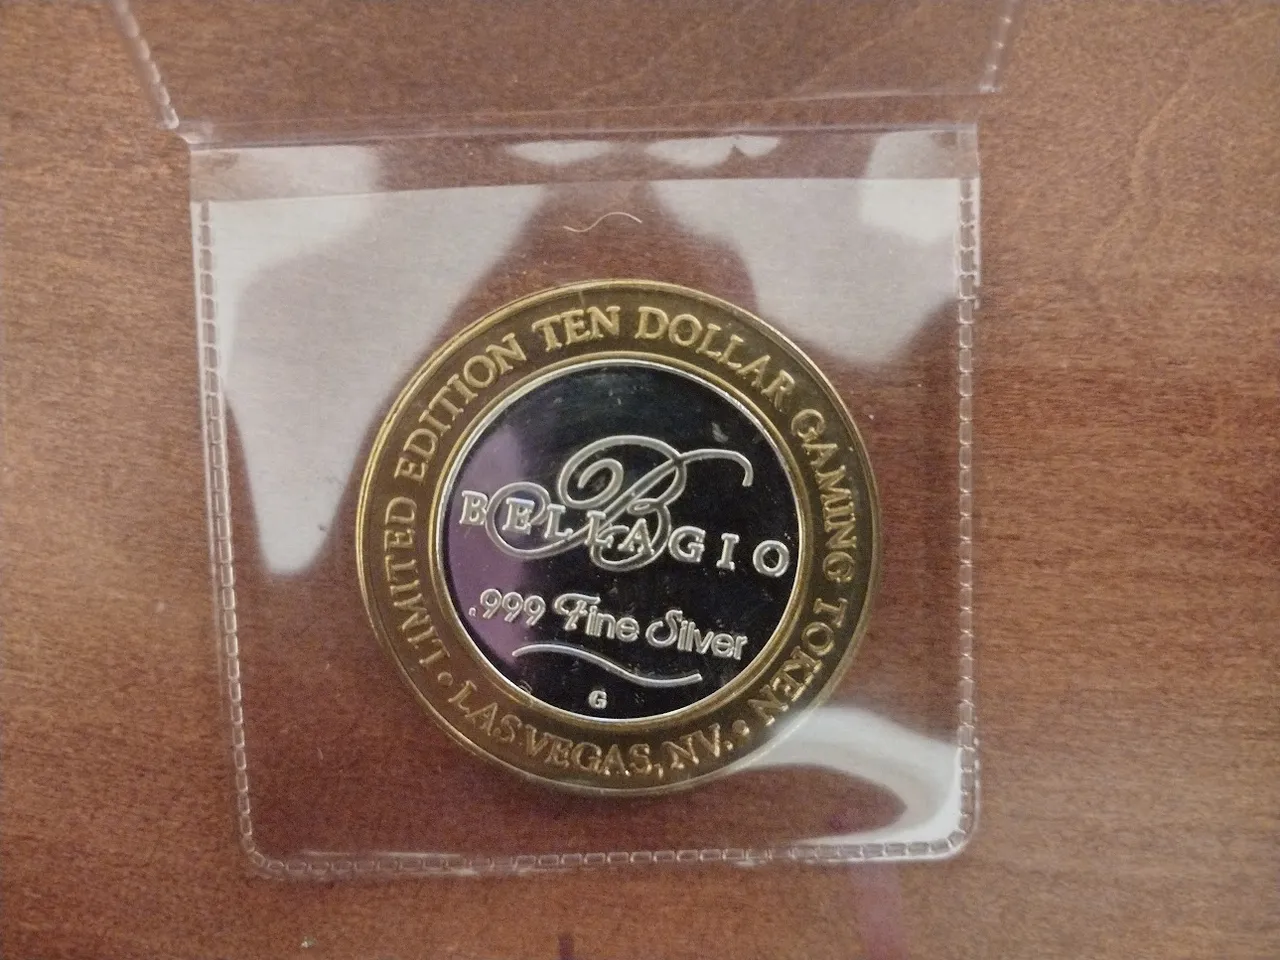 LIMITED EDITION TEN DOLLAR GAMING TOKEN
B
BELLAGIO
.999 Fine Silver
G
• LAS VEGAS, NV. •